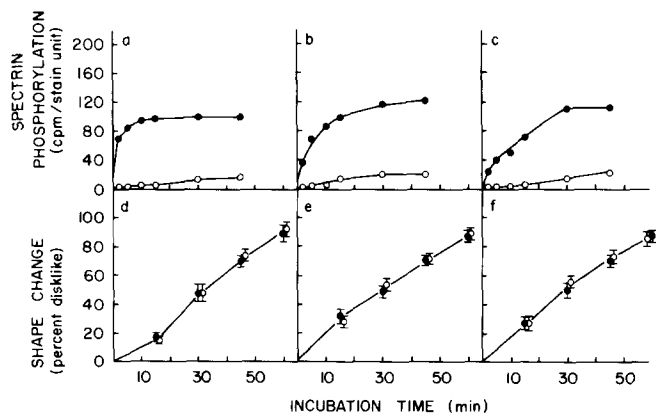 SPECTRIN
PHOSPHORYLATION
(cpm/stain unit)
200
160
120
80
40
0
a
b
c
SHAPE CHANGE
(percent disklike)
100
80
60
40
20
0
d
e
f
10 30 50 10 30 50 10 30 50
INCUBATION TIME (min)